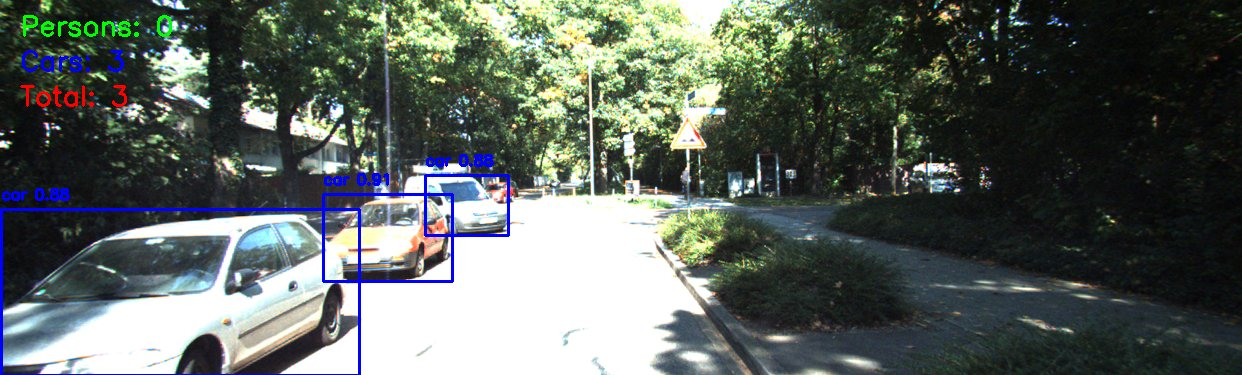 Persons: 0
Cars: 3
Total: 3
car 0.88
car 0.91
car 0.88